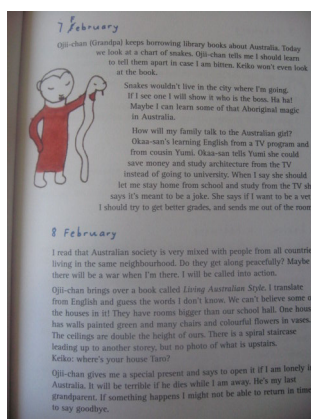 7 February
Ojii-chan (Grandpa) keeps borrowing library books about Australia. Today
we look at a chart of snakes. Ojii-chan tells me I should learn
to tell them apart in case I am bitten. Keiko won't even look
at the book.
Snakes wouldn't live in the city where I'm going.
If I see one I will show it who is the boss. Ha ha!
Maybe I can learn some of that Aboriginal magic
in Australia.
How will my family talk to the Australian girl?
Okaa-san's learning English from a TV program and
from cousin Yumi. Okaa-san tells Yumi she could
save money and study architecture from the TV
instead of going to university. When I say she should
let me stay home from school and study from the TV sh
says it's meant to be a joke. She says if I want to be a vet
I should try to get better grades, and sends me out of the room
8 February
I read that Australian society is very mixed with people from all countrie
living in the same neighbourhood. Do they get along peacefully? Maybe
there will be a war when I'm there. I will be called into action.
Ojii-chan brings over a book called Living Australian Style. I translate
from English and guess the words I don't know. We can't believe some o
the houses in it! They have rooms bigger than our school hall. One hous
has walls painted green and many chairs and colourful flowers in vases.
The ceilings are double the height of ours. There is a spiral staircase
leading up to another storey, but no photo of what is upstairs.
Keiko: where's your house Taro?
Ojii-chan gives me a special present and says to open it if I am lonely i
Australia. It will be terrible if he dies while I am away. He's my last
grandparent. If something happens I might not be able to return in time
to say goodbye.